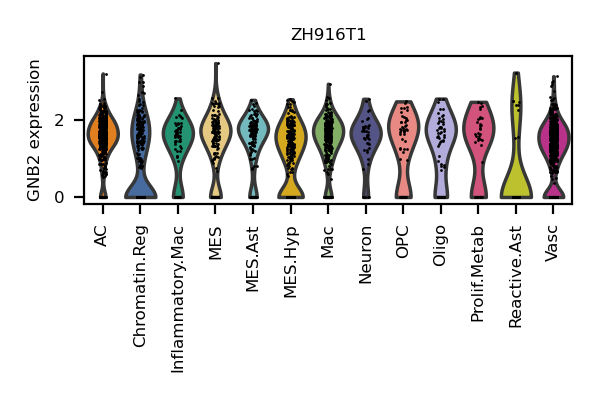 ZH916T1
GNB2 expression
2
0
AC
Chromatin.Reg
Inflammatory.Mac
MES
MES.Ast
MES.Hyp
Mac
Neuron
OPC
Oligo
Prolif.Metab
Reactive.Ast
Vasc